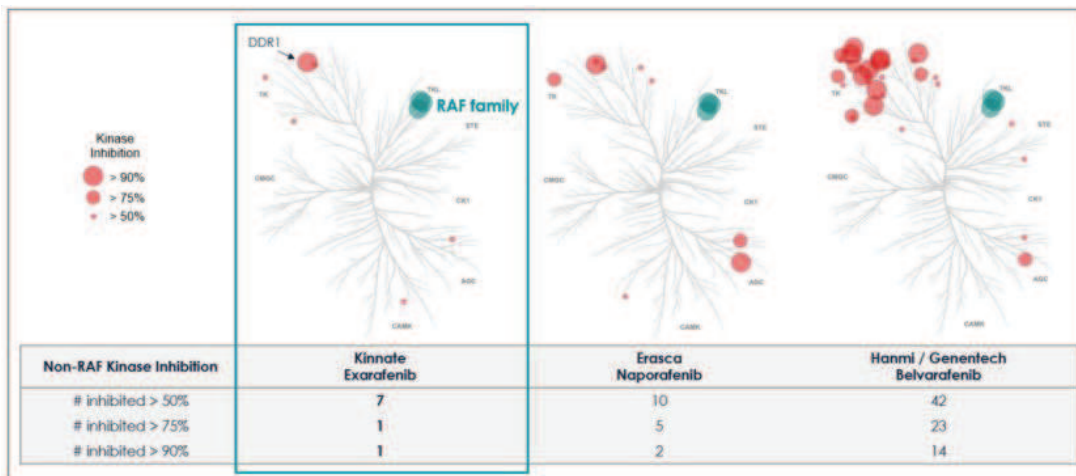 DDR1
TK
TKL
RAF family
STE
CK1
AGC
CAMK
CMGC
Kinase
Inhibition
> 90%
> 75%
> 50%
TK
TKL
STE
CMGC
CK1
AGC
CAMK
TK
TKL
STE
CMGC
CK1
AGC
CAMK
Non-RAF Kinase Inhibition
Kinnate
Exarafenib
Erasca
Naporafenib
Hanmi / Genentech
Belvarafenib
# inhibited > 50% 7 10 42
# inhibited > 75% 1 5 23
# inhibited > 90% 1 2 14